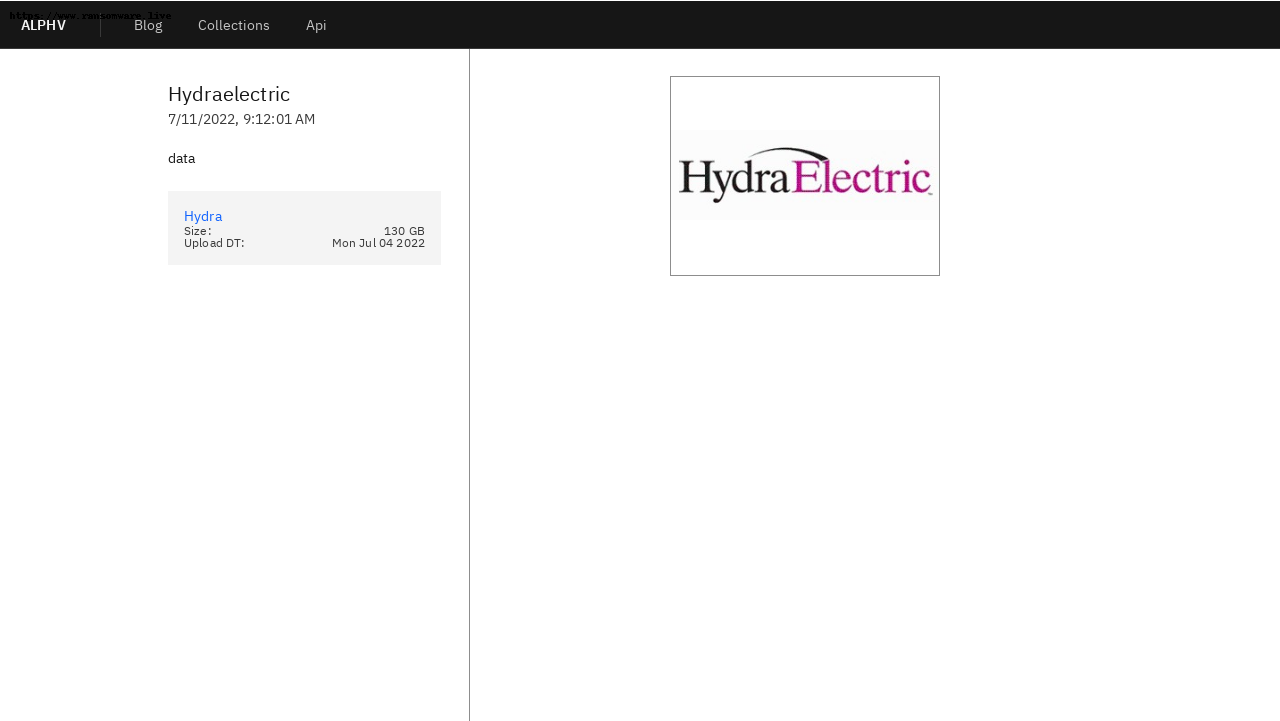 https://www.ransomware.live
ALPHV
Blog
Collections
Api
Hydraelectric
7/11/2022, 9:12:01 AM
data
Hydra
Size: 130 GB
Upload DT: Mon Jul 04 2022
HydraElectric